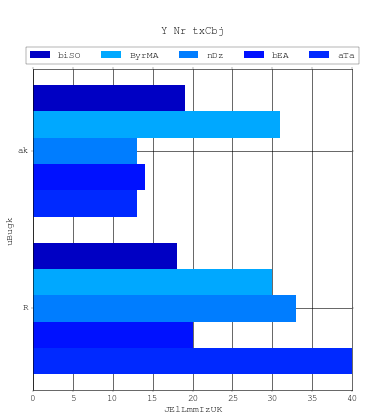 Y Nr txCbj
biSO ByrMA nDz bEA aTa
ak
R
uBugk
0 5 10 15 20 25 30 35 40
JElLmmIzUK